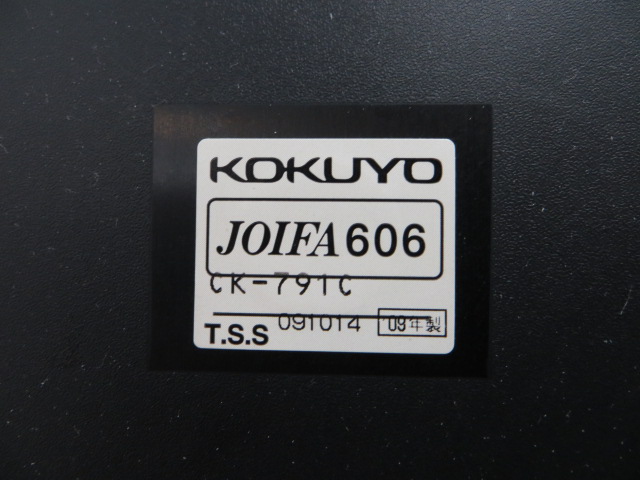 KOKUYO
JOIFA 606
CK-791C
T.S.S 091014 '09年製